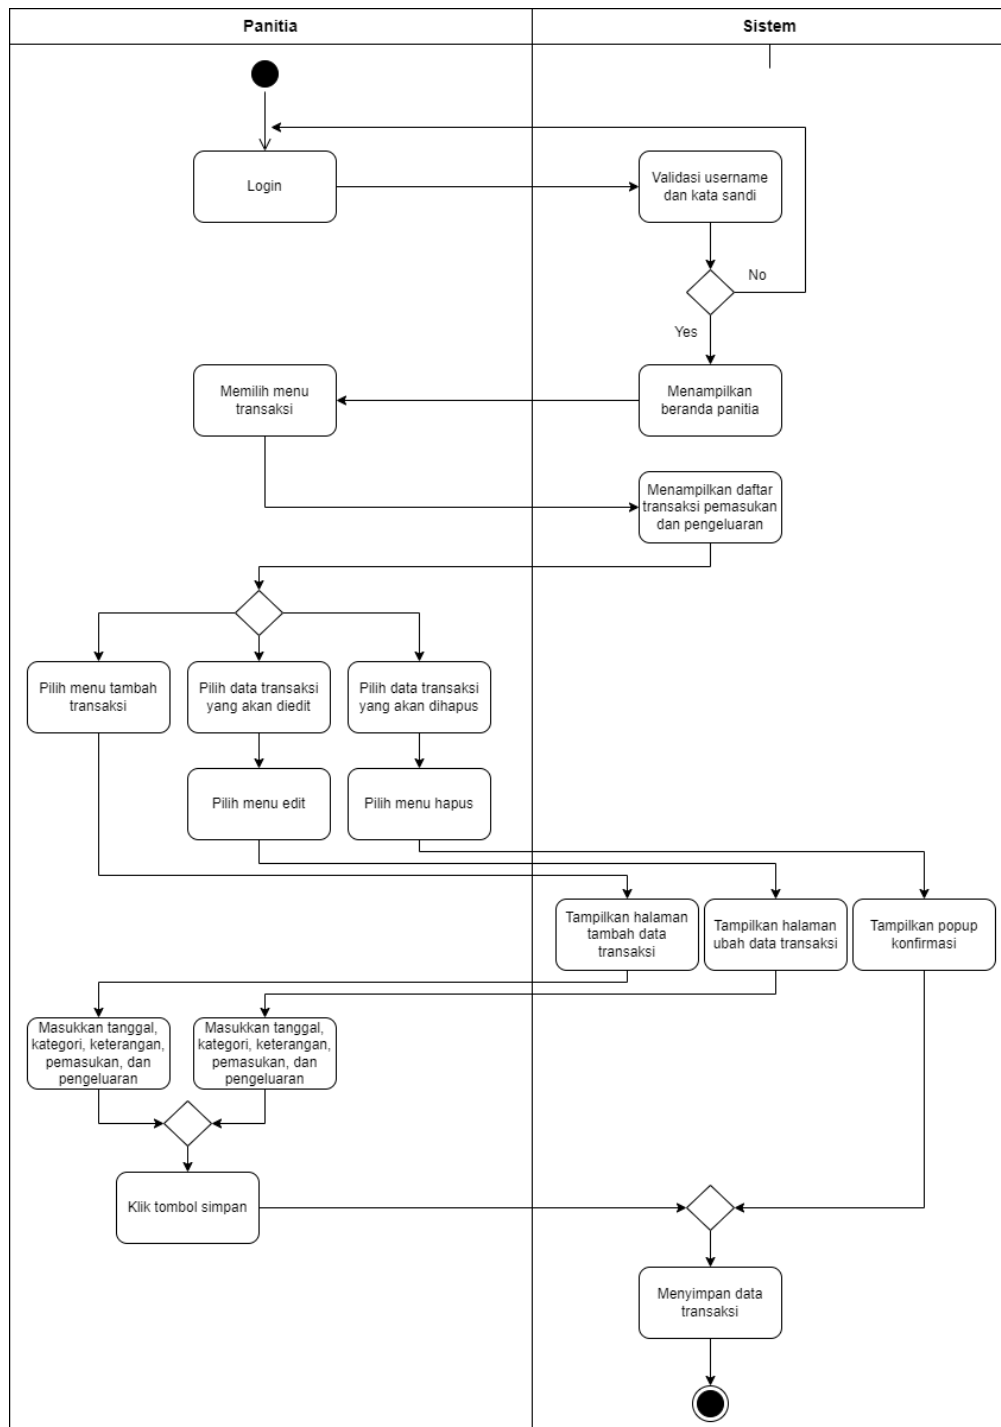 Panitia
Sistem
Login
Validasi username
dan kata sandi
No
Yes
Memilih menu
transaksi
Menampilkan
beranda panitia
Menampilkan daftar
transaksi pemasukan
dan pengeluaran
Pilih menu tambah
transaksi
Pilih data transaksi
yang akan diedit
Pilih data transaksi
yang akan dihapus
Pilih menu edit
Pilih menu hapus
Tampilkan halaman
tambah data
transaksi
Tampilkan halaman
ubah data transaksi
Tampilkan popup
konfirmasi
Masukkan tanggal,
kategori, keterangan,
pemasukan, dan
pengeluaran
Masukkan tanggal,
kategori, keterangan,
pemasukan, dan
pengeluaran
Klik tombol simpan
Menyimpan data
transaksi